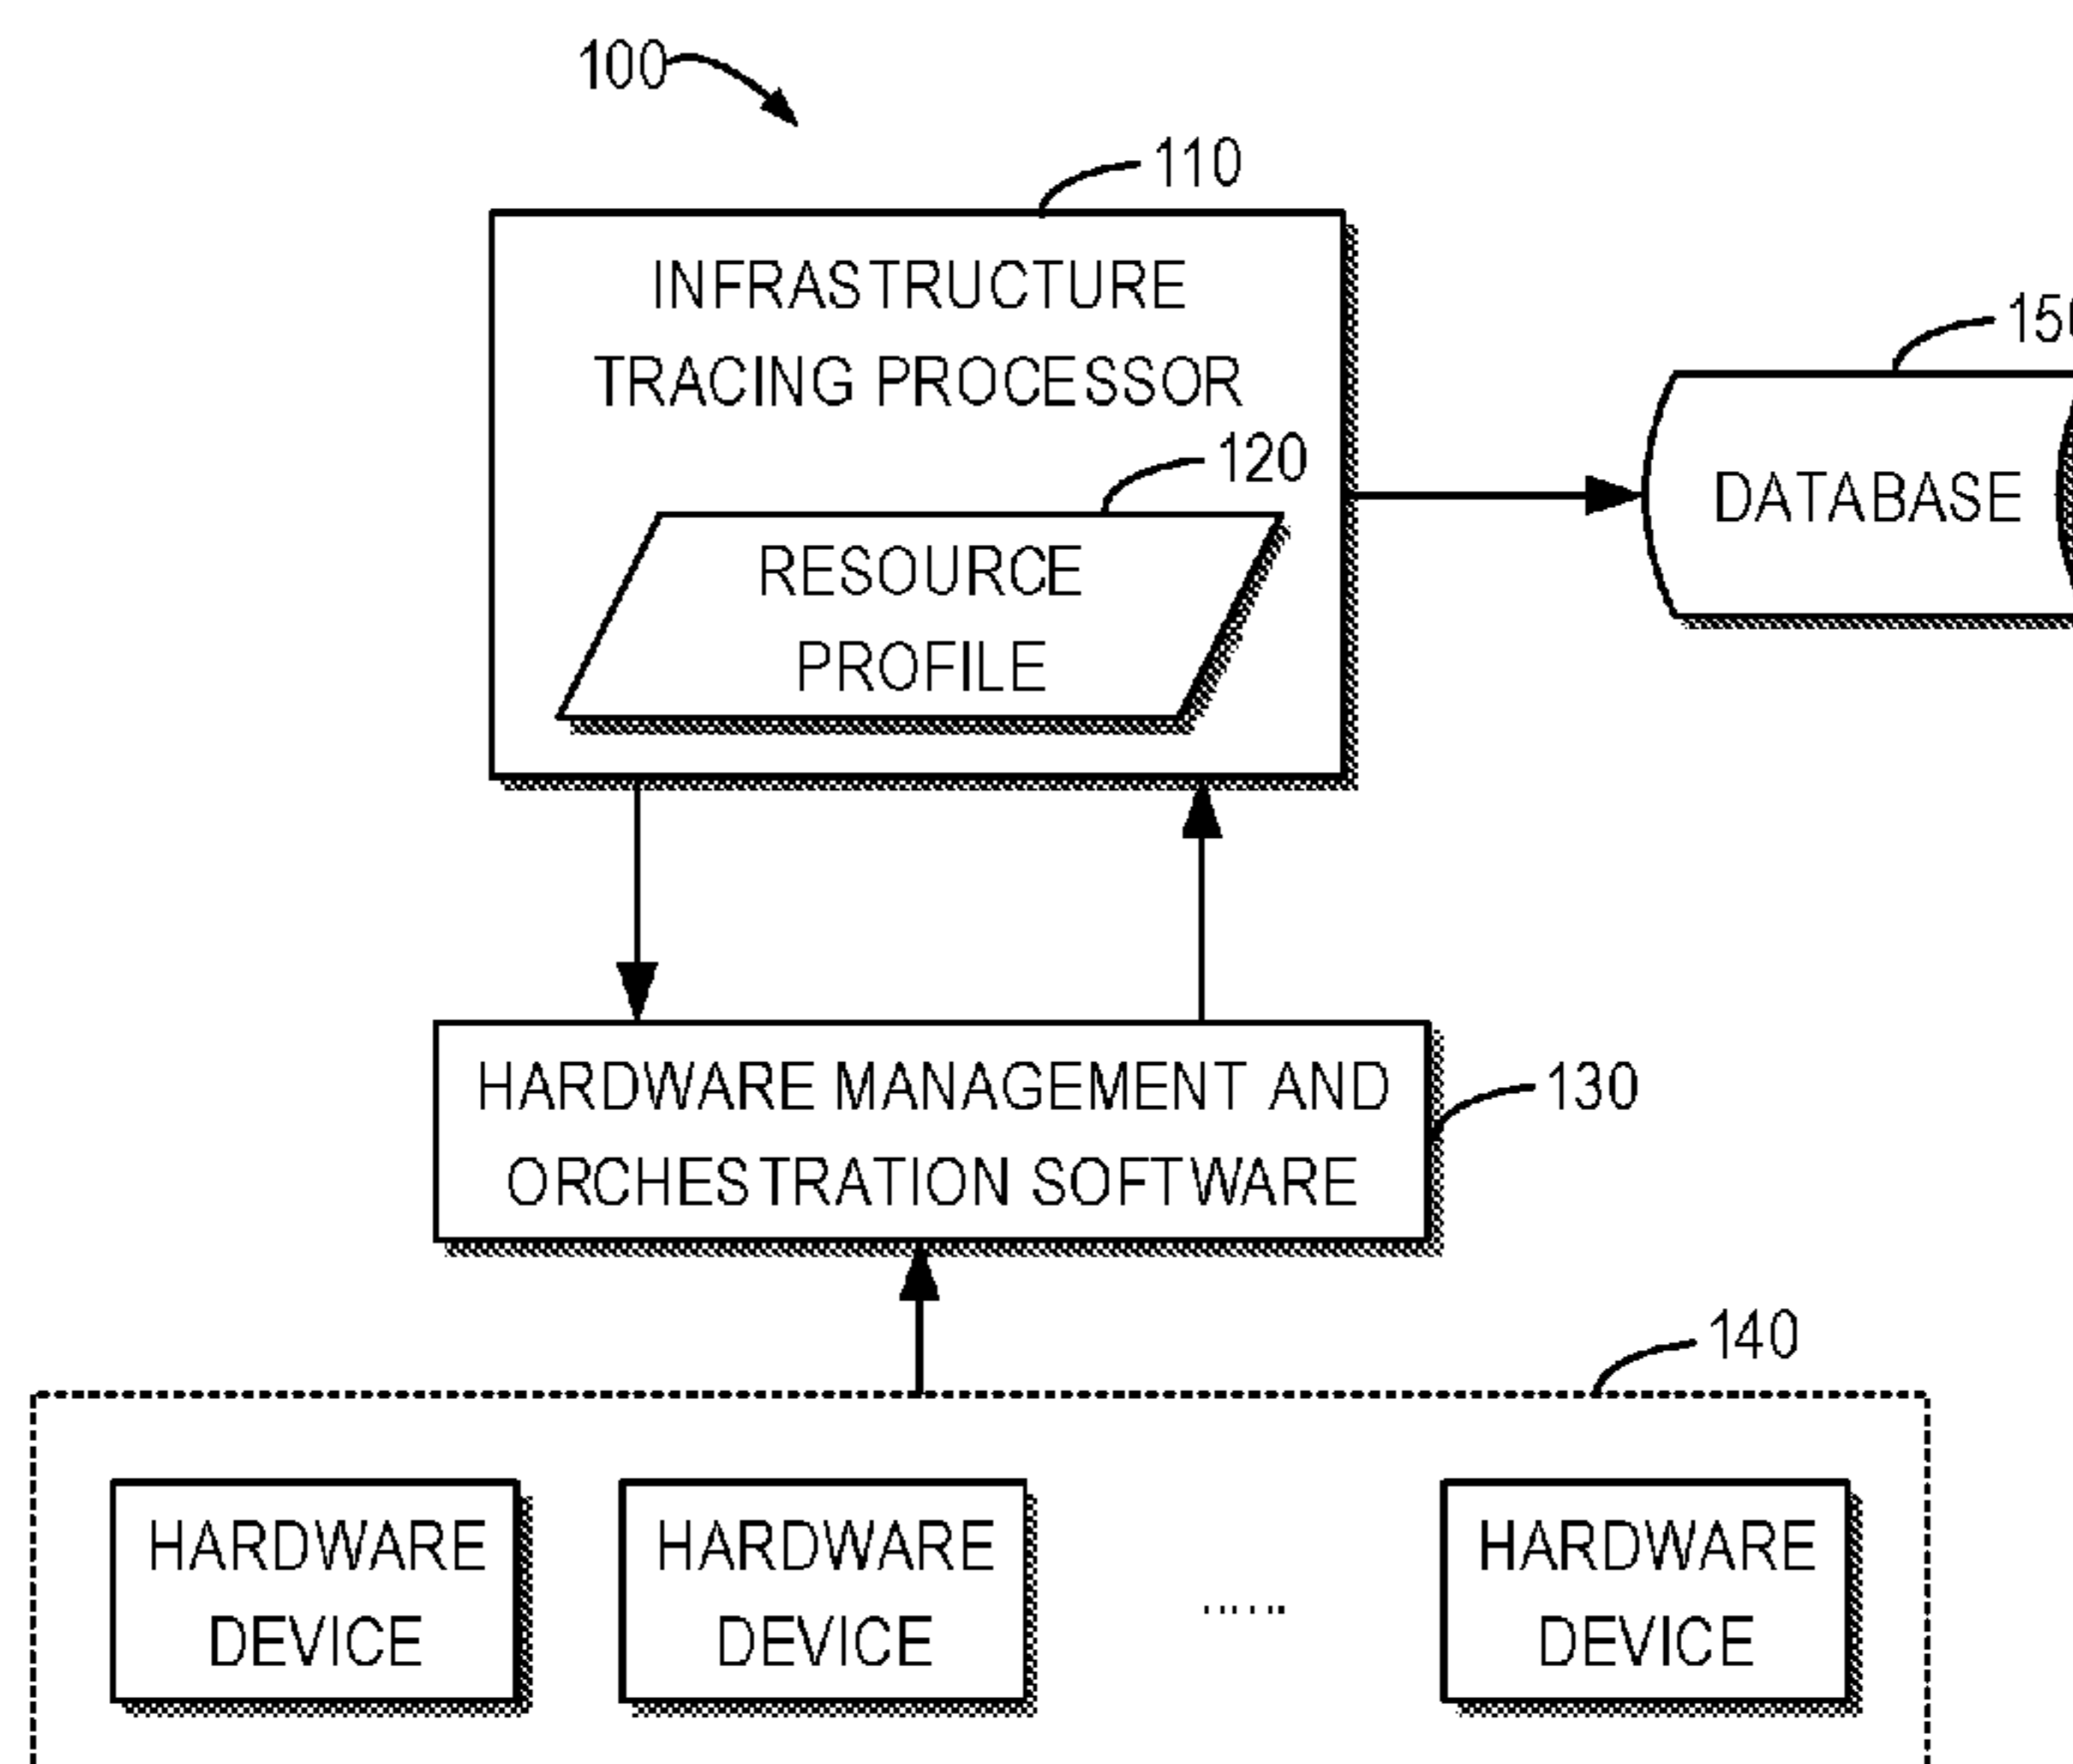 100
110
INFRASTRUCTURE
TRACING PROCESSOR
120
RESOURCE
PROFILE
DATABASE
HARDWARE MANAGEMENT AND
ORCHESTRATION SOFTWARE
130
140
HARDWARE
DEVICE
HARDWARE
DEVICE
......
HARDWARE
DEVICE